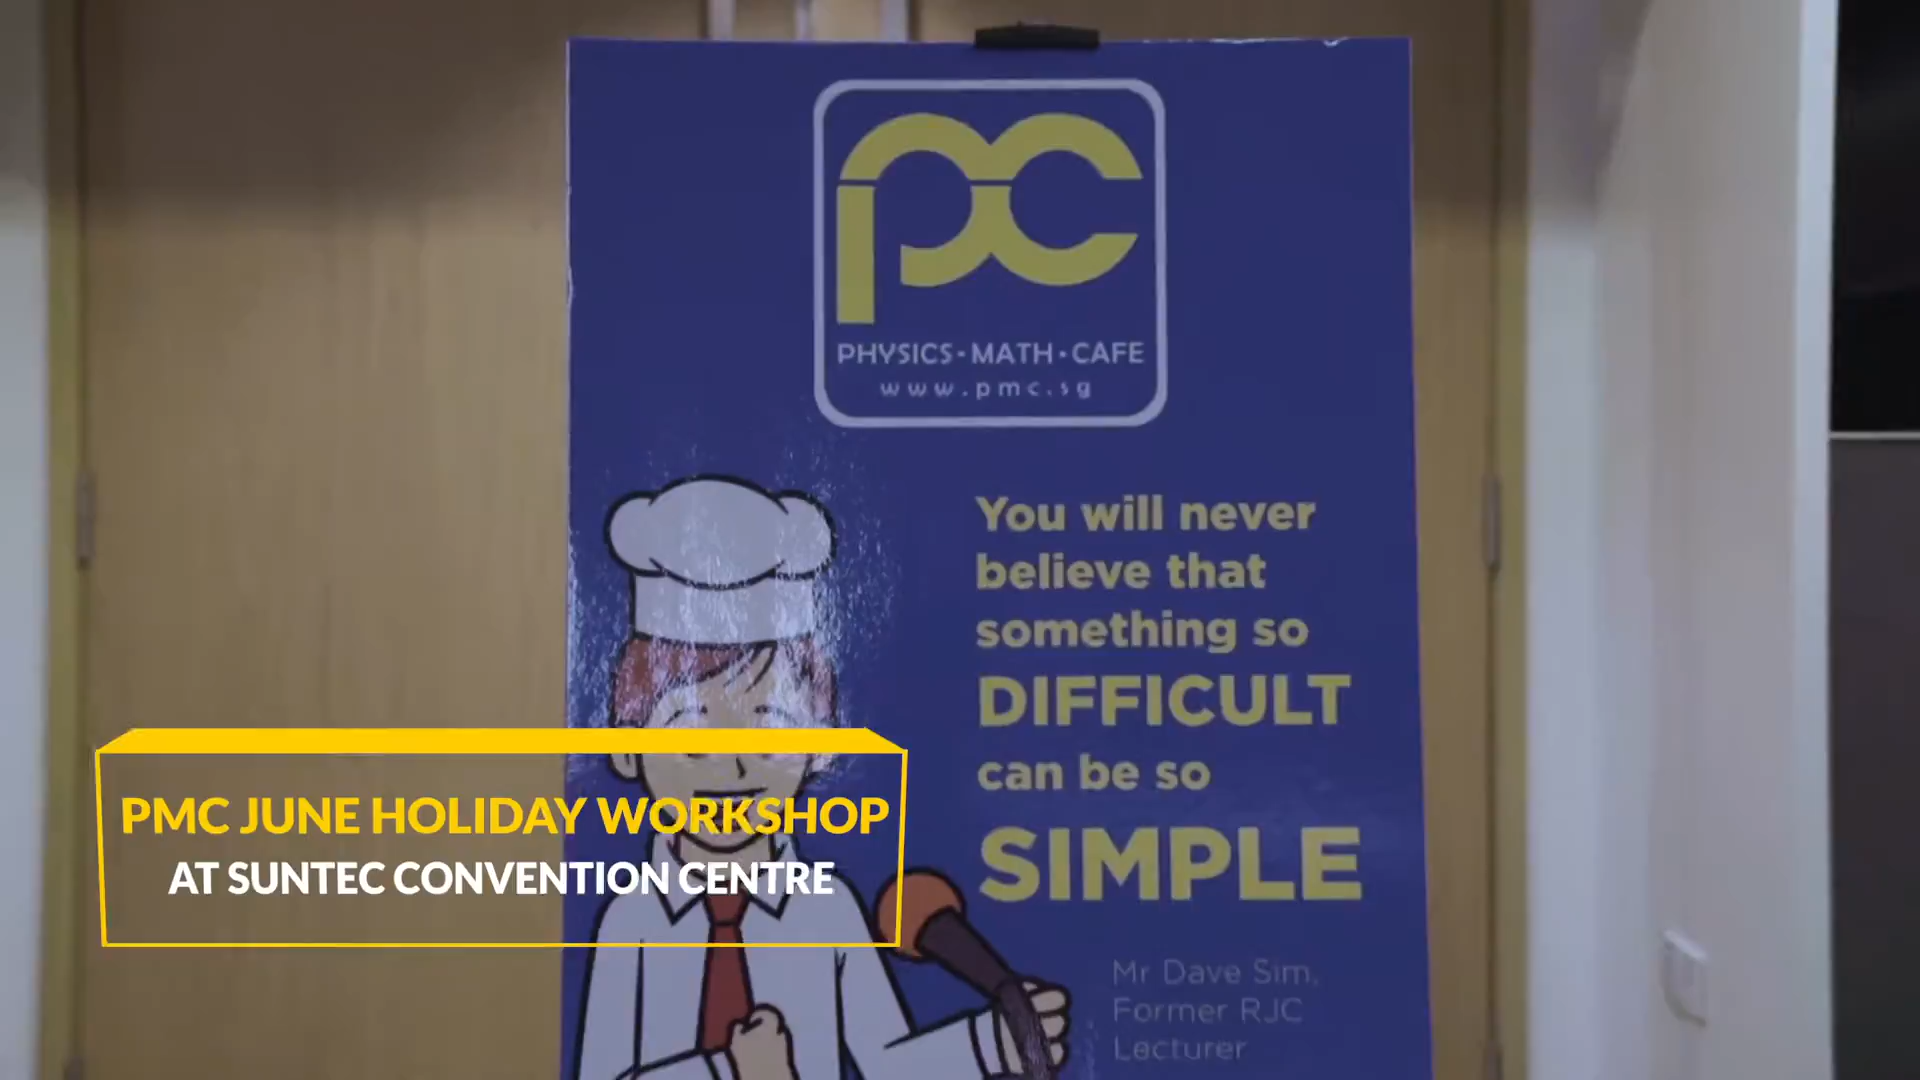 pc
PHYSICS·MATH·CAFE
www.pmc.sg
You will never
believe that
something so
DIFFICULT
can be so
SIMPLE
Mr Dave Sim,
Former RJC
Lecturer
PMC JUNE HOLIDAY WORKSHOP
AT SUNTEC CONVENTION CENTRE